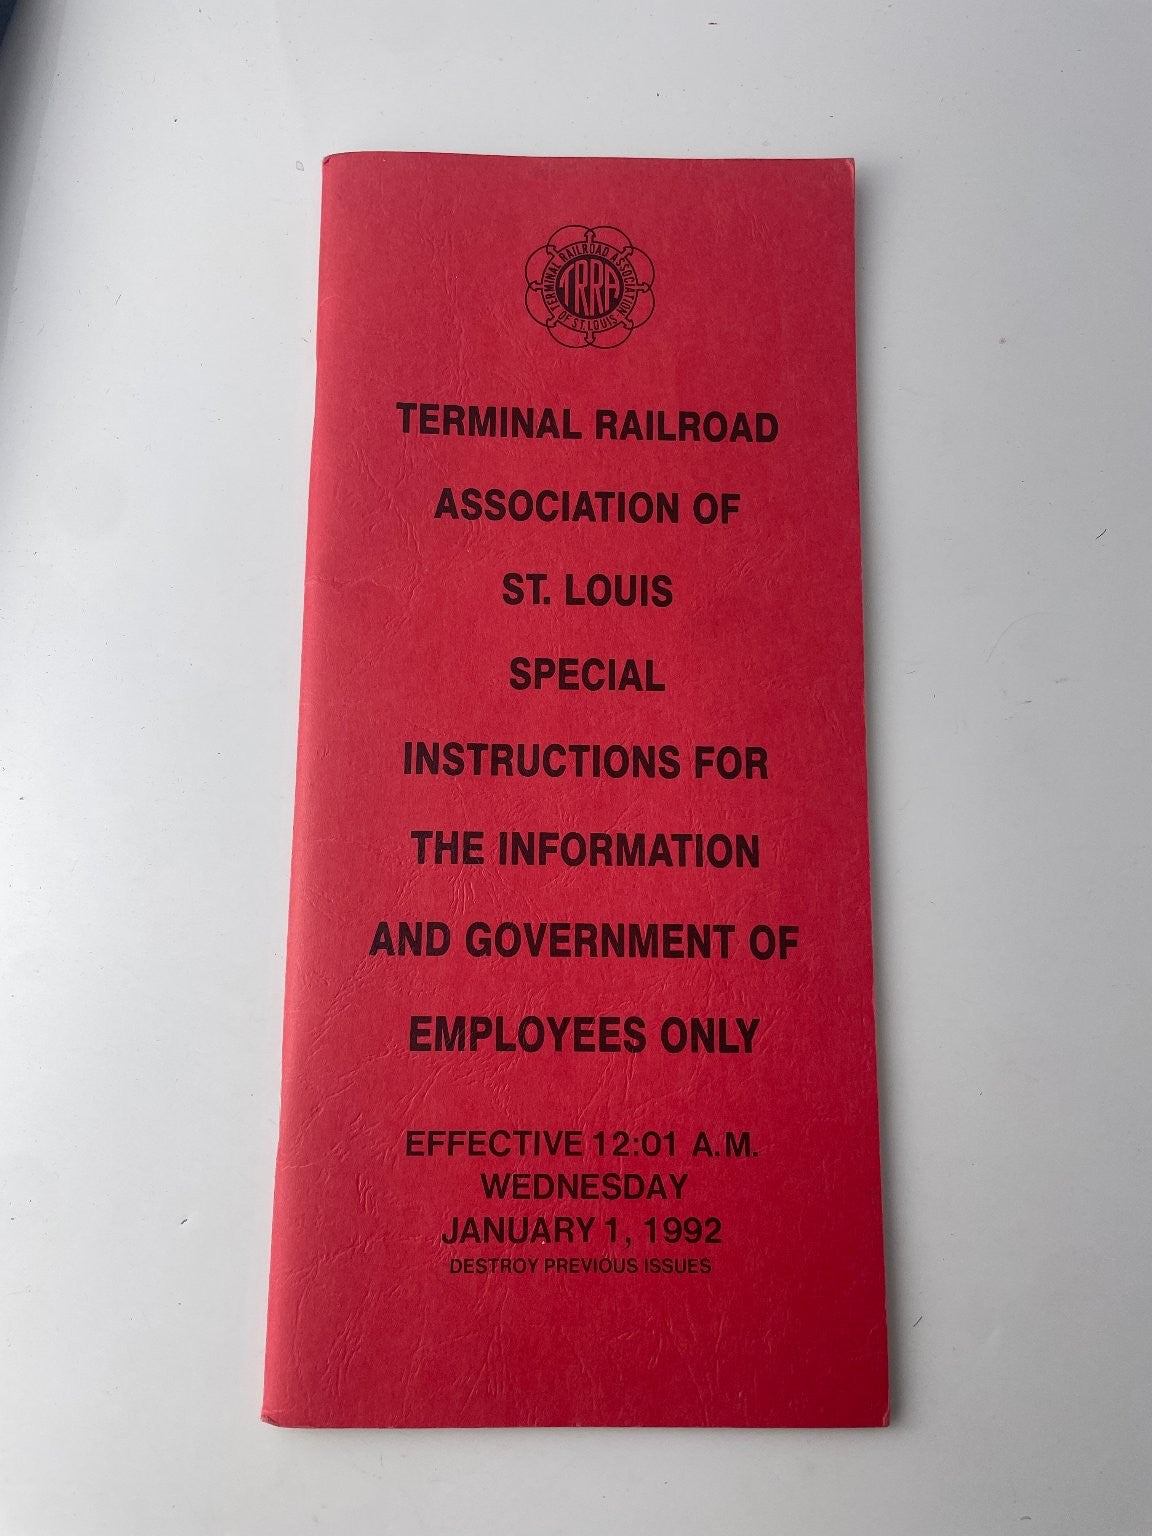 TERMINAL RAILROAD ASSOCIATION
OF ST. LOUIS
TRRA
TERMINAL RAILROAD
ASSOCIATION OF
ST. LOUIS
SPECIAL
INSTRUCTIONS FOR
THE INFORMATION
AND GOVERNMENT OF
EMPLOYEES ONLY
EFFECTIVE 12:01 A.M.
WEDNESDAY
JANUARY 1, 1992
DESTROY PREVIOUS ISSUES